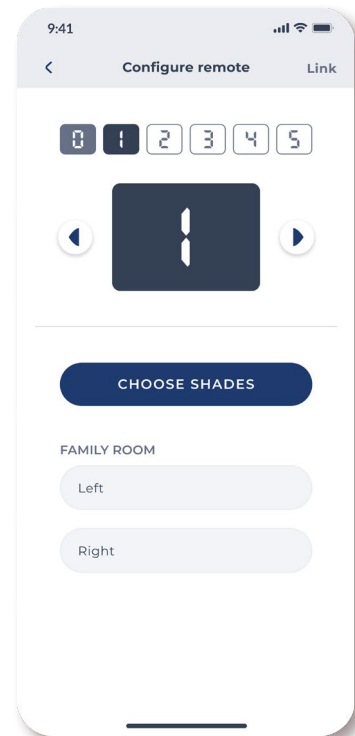 9:41
Configure remote Link
0 1 2 3 4 5
1
CHOOSE SHADES
FAMILY ROOM
Left
Right